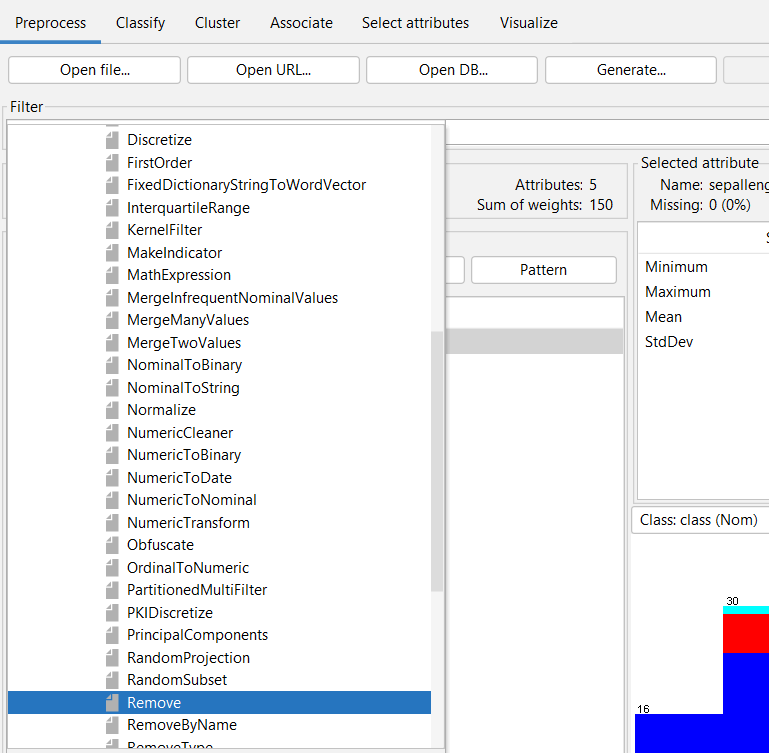 Preprocess Classify Cluster Associate Select attributes Visualize
Open file... Open URL... Open DB... Generate...
Filter
Discretize
FirstOrder
FixedDictionaryStringToWordVector
InterquartileRange
KernelFilter
MakeIndicator
MathExpression
MergeInfrequentNominalValues
MergeManyValues
MergeTwoValues
NominalToBinary
NominalToString
Normalize
NumericCleaner
NumericToBinary
NumericToDate
NumericToNominal
NumericTransform
Obfuscate
OrdinalToNumeric
PartitionedMultiFilter
PKIDiscretize
PrincipalComponents
RandomProjection
RandomSubset
Remove
RemoveByName
RemoveType
Attributes: 5
Sum of weights: 150
Pattern
Selected attribute
Name: sepalleng
Missing: 0 (0%)
Minimum
Maximum
Mean
StdDev
Class: class (Nom)
30
16